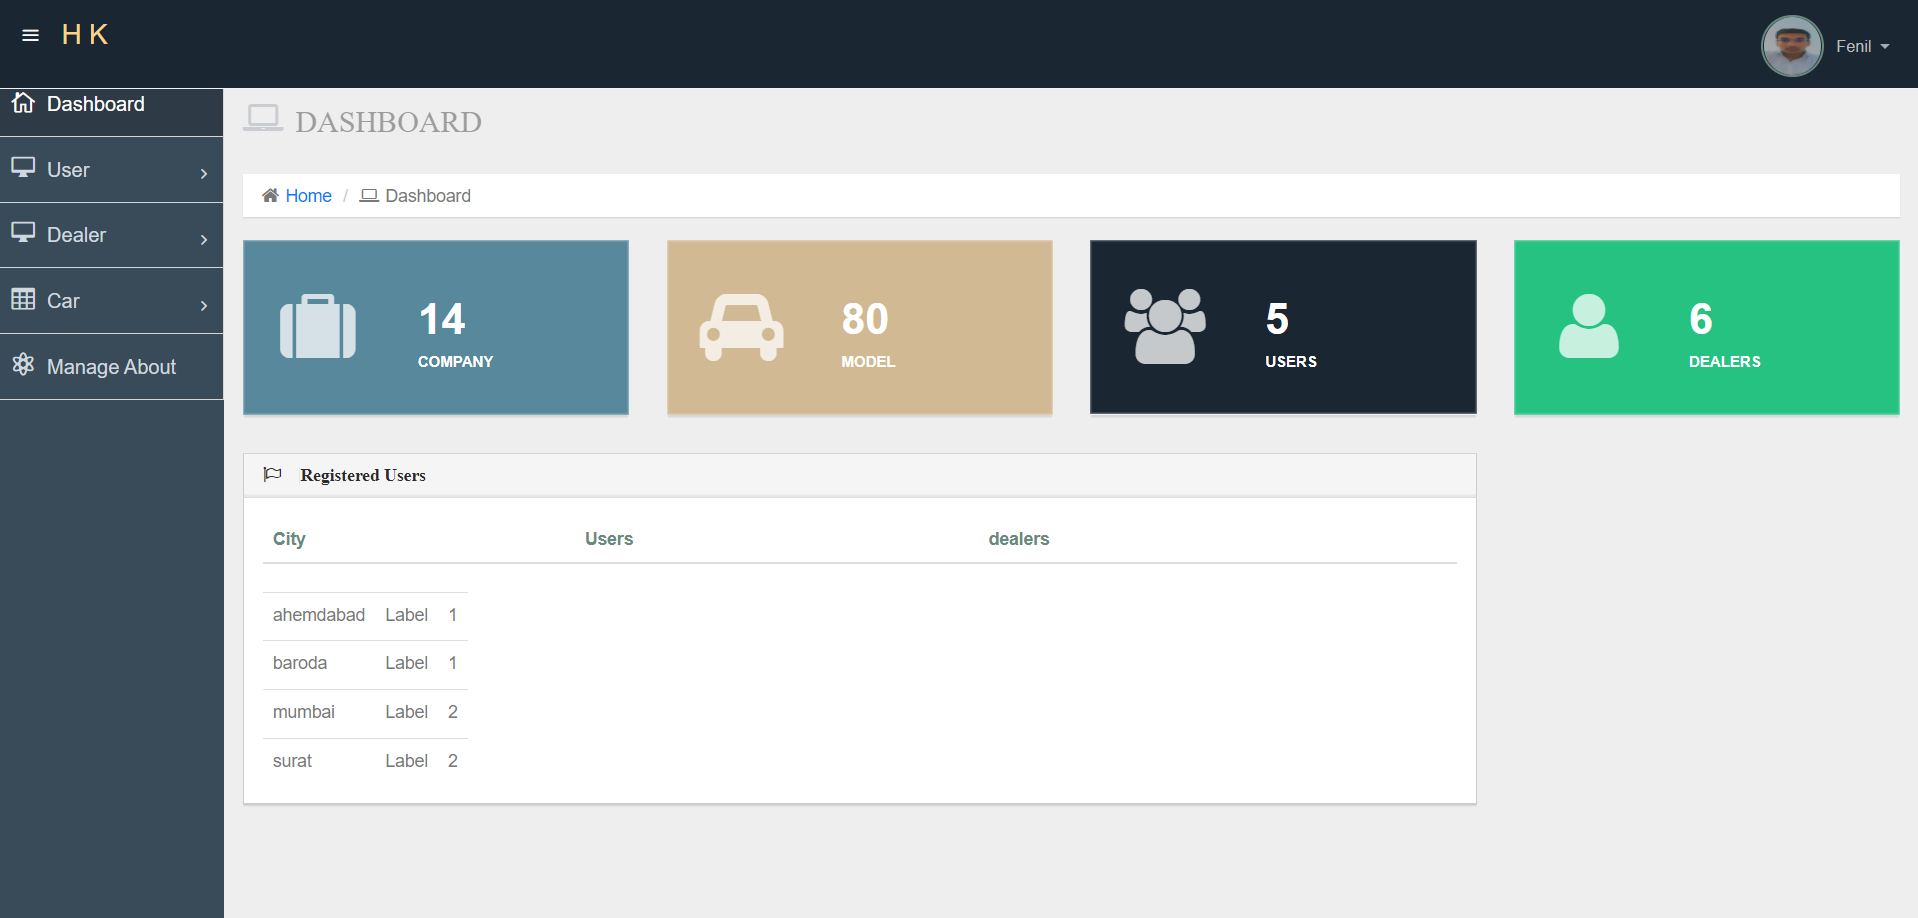 H K
Fenil
Dashboard
User
Dealer
Car
Manage About
DASHBOARD
Home / Dashboard
14
COMPANY
80
MODEL
5
USERS
6
DEALERS
Registered Users
City Users dealers
ahemdabad Label 1
baroda Label 1
mumbai Label 2
surat Label 2